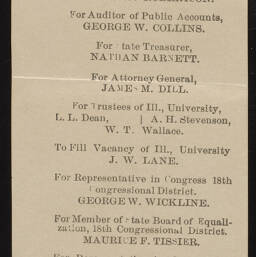 For Auditor of Public Accounts,
GEORGE W. COLLINS.
For State Treasurer,
NATHAN BARNETT.
For Attorney General,
JAMES M. DILL.
For Trustees of Ill., University,
L. L. Dean, | A. H. Stevenson,
W. T. Wallace.
To Fill Vacancy of Ill., University
J. W. LANE.
For Representative in Congress 18th
Congressional District.
GEORGE W. WICKLINE.
For Member of State Board of Equali-
zation, 18th Congressional District.
MAURICE F. TISSIER.